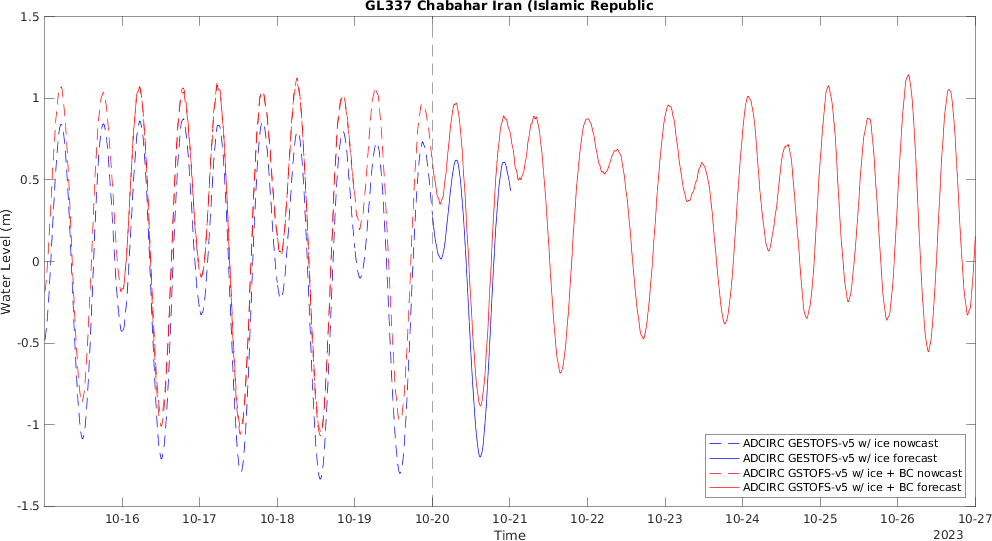 GL337 Chabahar Iran (Islamic Republic
1.5
1
0.5
0
-0.5
-1
-1.5
Water Level (m)
10-16
10-17
10-18
10-19
10-20
10-21
10-22
10-23
10-24
10-25
10-26
10-27
Time
2023
ADCIRC GESTOFS-v5 w/ ice nowcast
ADCIRC GESTOFS-v5 w/ ice forecast
ADCIRC GSTOFS-v5 w/ ice + BC nowcast
ADCIRC GSTOFS-v5 w/ ice + BC forecast